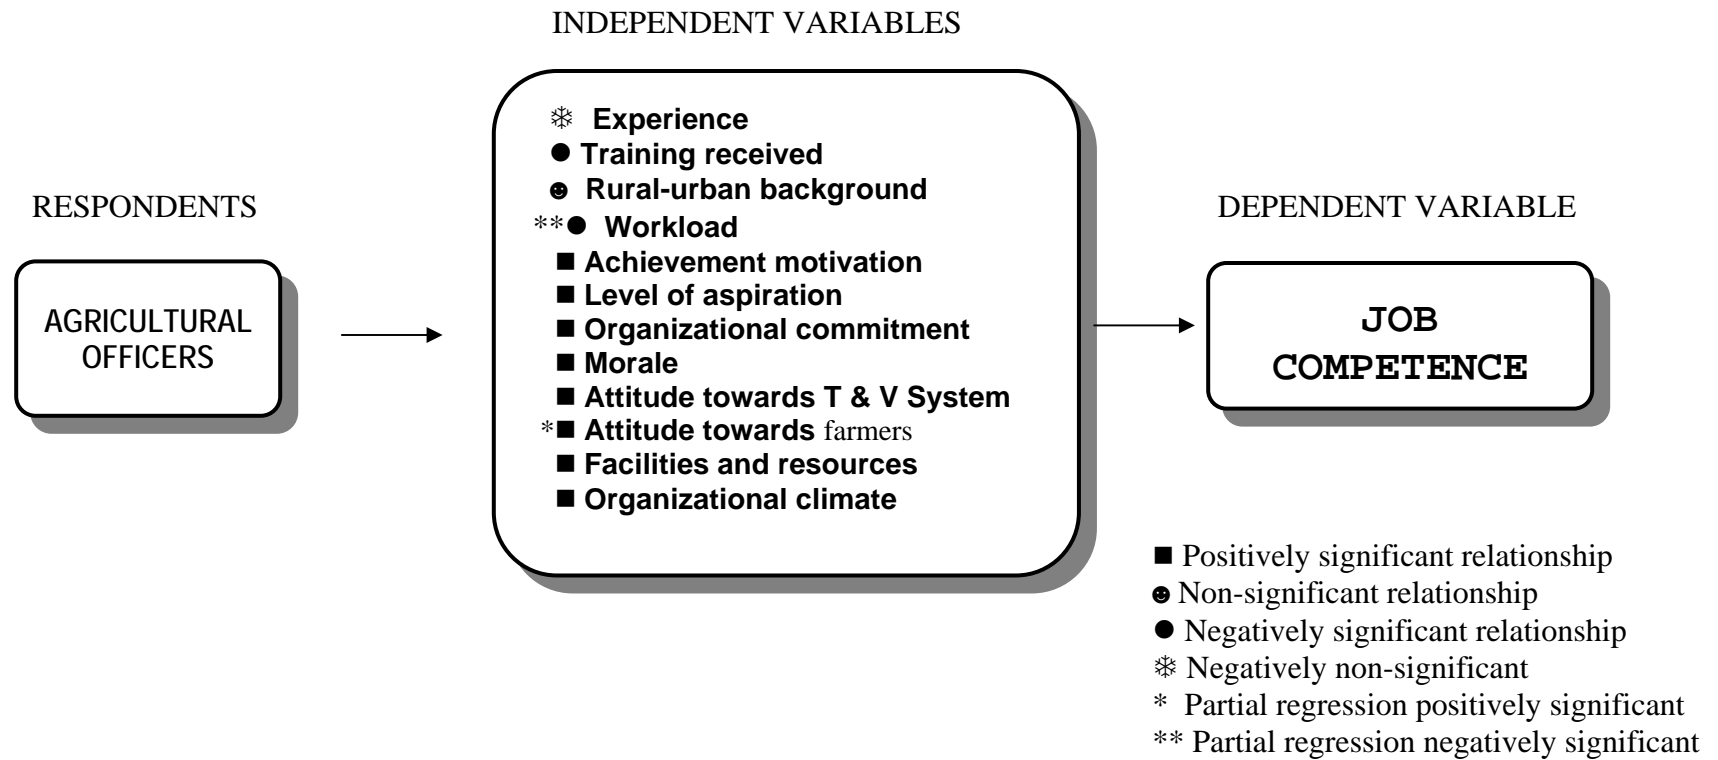 INDEPENDENT VARIABLES
❄ Experience
● Training received
☻ Rural-urban background
**● Workload
■ Achievement motivation
■ Level of aspiration
■ Organizational commitment
■ Morale
■ Attitude towards T & V System
*■ Attitude towards farmers
■ Facilities and resources
■ Organizational climate
RESPONDENTS
AGRICULTURAL
OFFICERS
DEPENDENT VARIABLE
JOB
COMPETENCE
■ Positively significant relationship
☻ Non-significant relationship
● Negatively significant relationship
❄ Negatively non-significant
* Partial regression positively significant
** Partial regression negatively significant